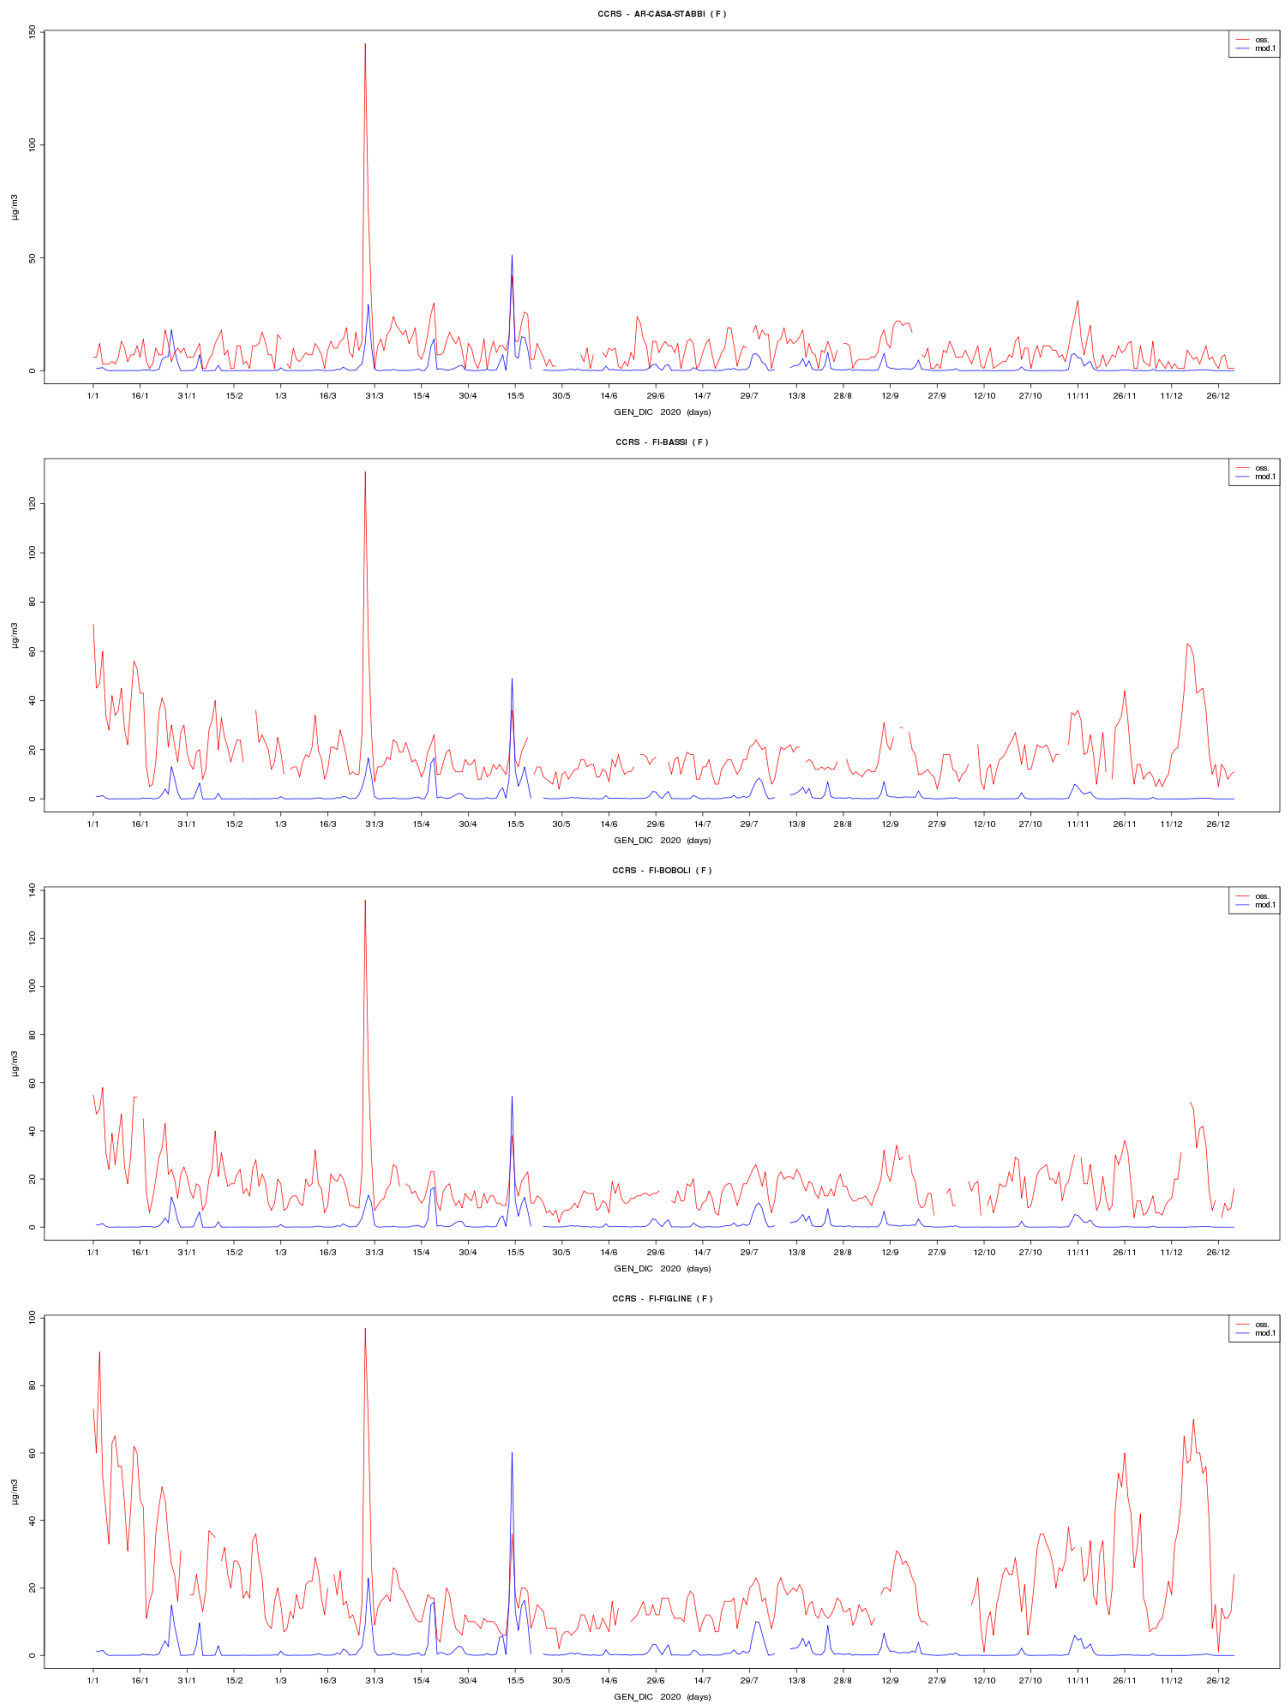 CCRS - AR-CASA-STABBI ( F )
oss.
mod.1
150
100
50
0
µg/m3
1/1 16/1 31/1 15/2 1/3 16/3 31/3 15/4 30/4 15/5 30/5 14/6 29/6 14/7 29/7 13/8 28/8 12/9 27/9 12/10 27/10 11/11 26/11 11/12 26/12
GEN_DIC 2020 (days)
CCRS - FI-BASSI ( F )
oss.
mod.1
120
100
80
60
40
20
0
µg/m3
1/1 16/1 31/1 15/2 1/3 16/3 31/3 15/4 30/4 15/5 30/5 14/6 29/6 14/7 29/7 13/8 28/8 12/9 27/9 12/10 27/10 11/11 26/11 11/12 26/12
GEN_DIC 2020 (days)
CCRS - FI-BOBOLI ( F )
oss.
mod.1
140
120
100
80
60
40
20
0
µg/m3
1/1 16/1 31/1 15/2 1/3 16/3 31/3 15/4 30/4 15/5 30/5 14/6 29/6 14/7 29/7 13/8 28/8 12/9 27/9 12/10 27/10 11/11 26/11 11/12 26/12
GEN_DIC 2020 (days)
CCRS - FI-FIGLINE ( F )
oss.
mod.1
100
80
60
40
20
0
µg/m3
1/1 16/1 31/1 15/2 1/3 16/3 31/3 15/4 30/4 15/5 30/5 14/6 29/6 14/7 29/7 13/8 28/8 12/9 27/9 12/10 27/10 11/11 26/11 11/12 26/12
GEN_DIC 2020 (days)